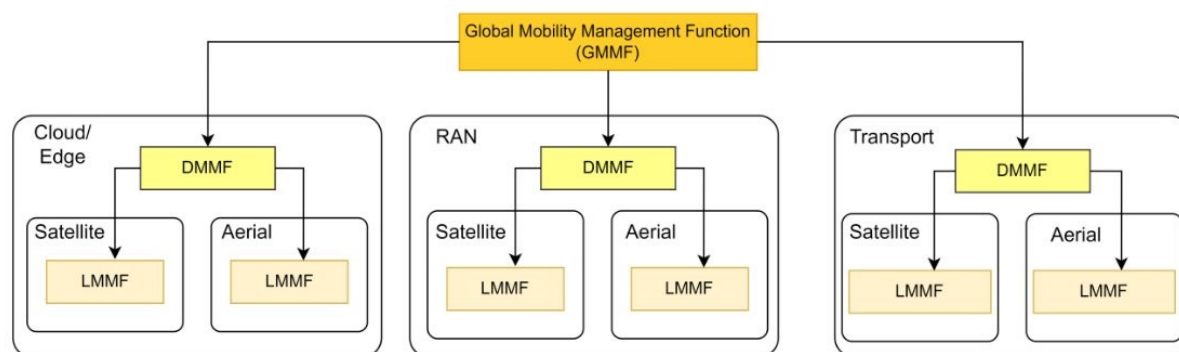 Global Mobility Management Function
(GMMF)
Cloud/
Edge
DMMF
Satellite
LMMF
Aerial
LMMF
RAN
DMMF
Satellite
LMMF
Aerial
LMMF
Transport
DMMF
Satellite
LMMF
Aerial
LMMF